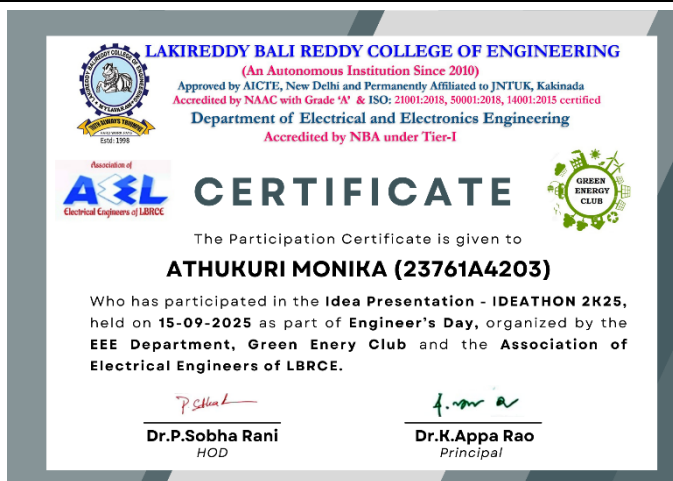 LAKIREDDY BALI REDDY COLLEGE OF ENGINEERING
(An Autonomous Institution Since 2010)
Approved by AICTE, New Delhi and Permanently Affiliated to JNTUK, Kakinada
Accredited by NAAC with Grade ‘A’ & ISO: 21001:2018, 50001:2018, 14001:2015 certified
Department of Electrical and Electronics Engineering
Accredited by NBA under Tier-I
Estd: 1998
Association of
AEEL
Electrical Engineers of LBRCE
CERTIFICATE
GREEN
ENERGY
CLUB
The Participation Certificate is given to
ATHUKURI MONIKA (23761A4203)
Who has participated in the Idea Presentation - IDEATHON 2K25,
held on 15-09-2025 as part of Engineer’s Day, organized by the
EEE Department, Green Enery Club and the Association of
Electrical Engineers of LBRCE.
Dr.P.Sobha Rani
HOD
Dr.K.Appa Rao
Principal